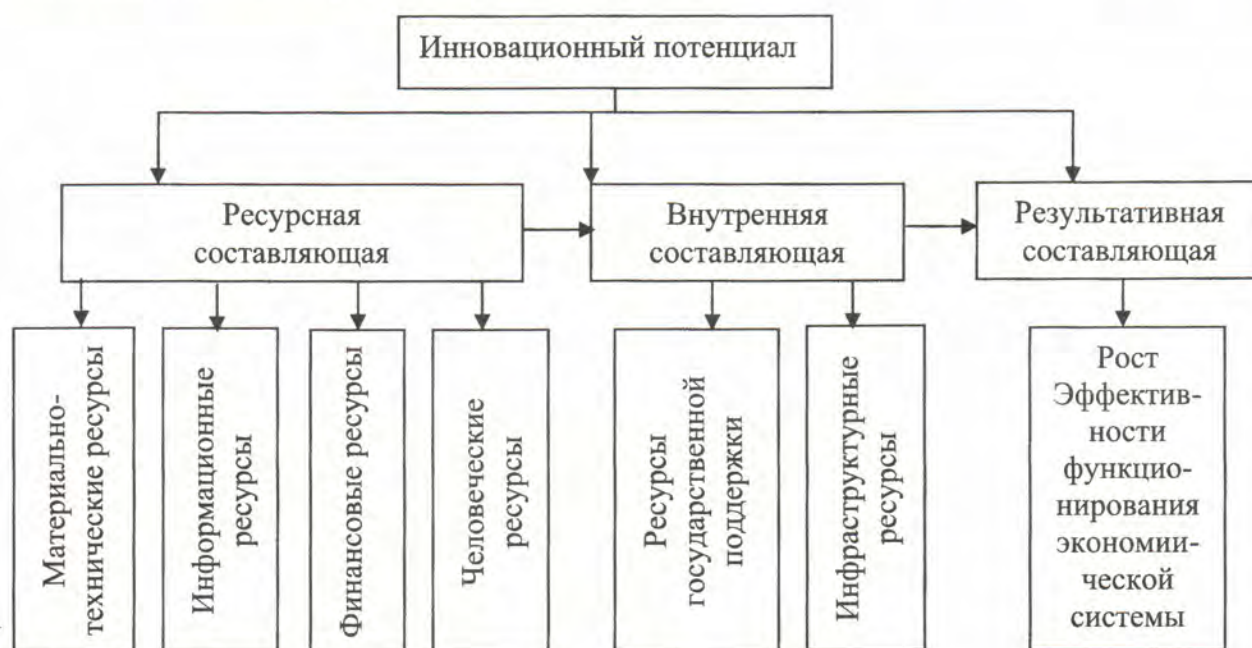 Инновационный потенциал
Ресурсная
составляющая
Внутренняя
составляющая
Результативная
составляющая
Материально-
технические ресурсы
Информационные
ресурсы
Финансовые ресурсы
Человеческие
ресурсы
Ресурсы
государственной
поддержки
Инфраструктурные
ресурсы
Рост
Эффектив-
ности
функцио-
нирования
экономии-
ческой
системы